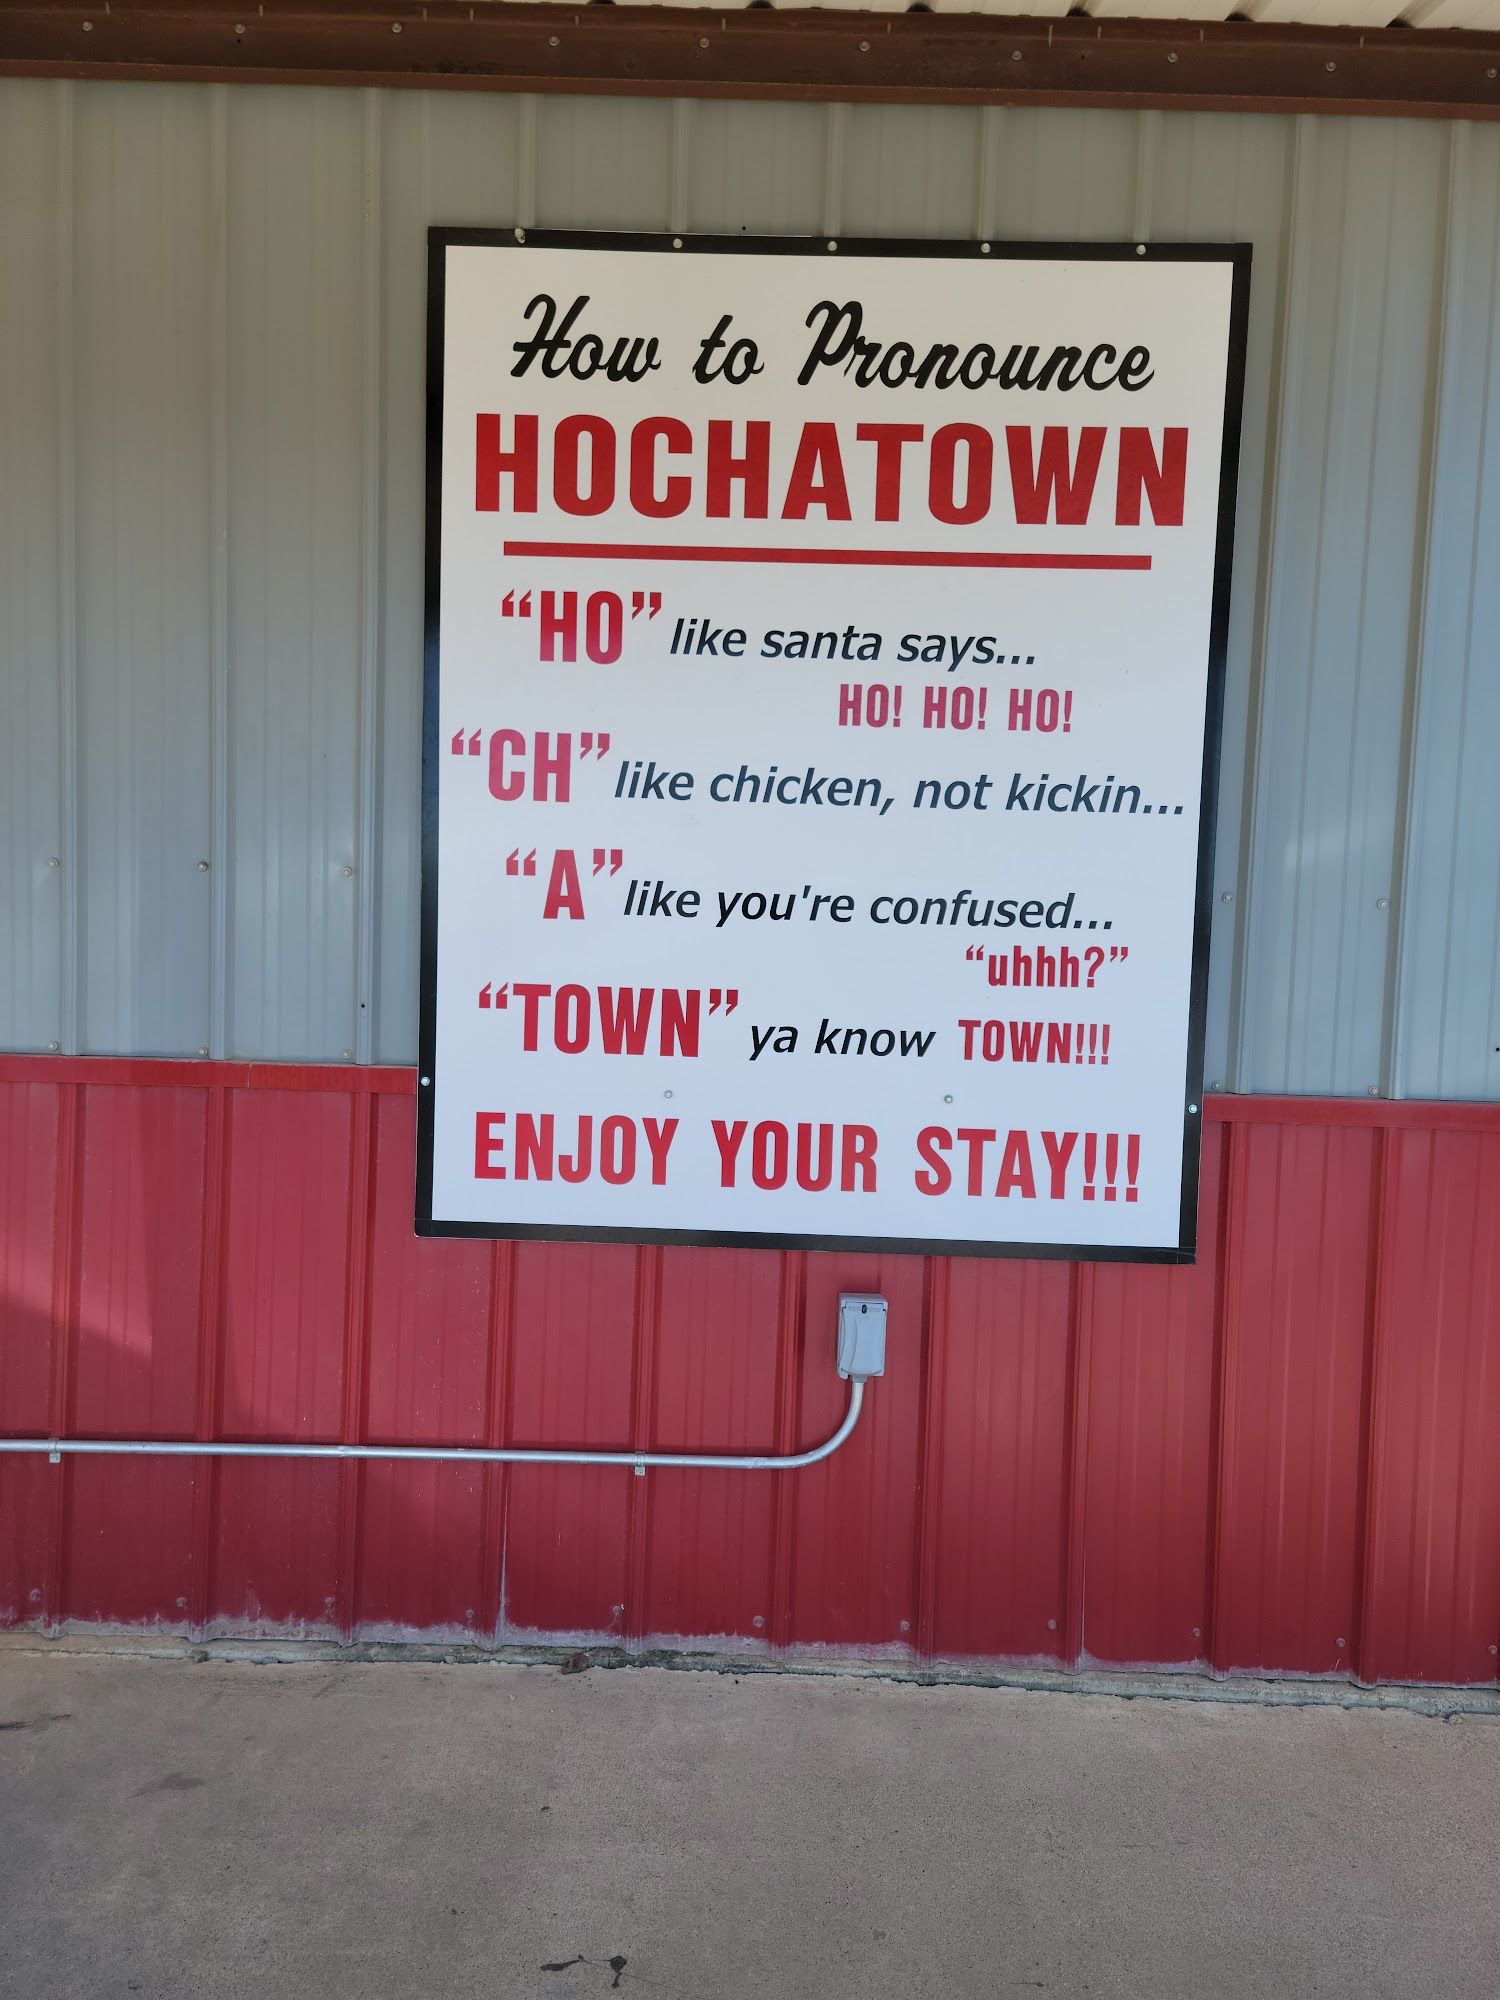 How to Pronounce
HOCHATOWN
“HO” like santa says...
HO! HO! HO!
“CH” like chicken, not kickin...
“A” like you're confused...
“uhhh?”
“TOWN” ya know TOWN!!!
ENJOY YOUR STAY!!!